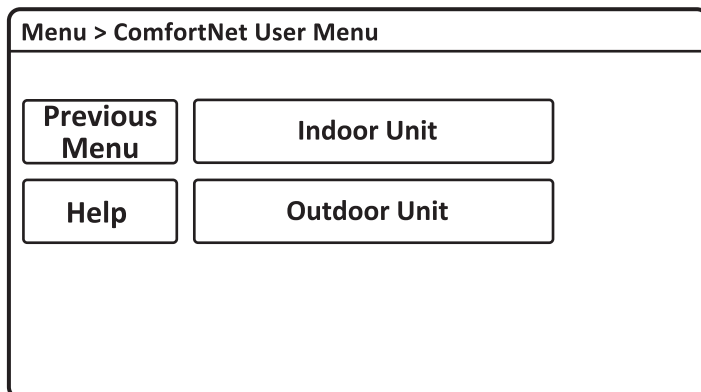 Menu > ComfortNet User Menu
Previous
Menu
Indoor Unit
Help
Outdoor Unit